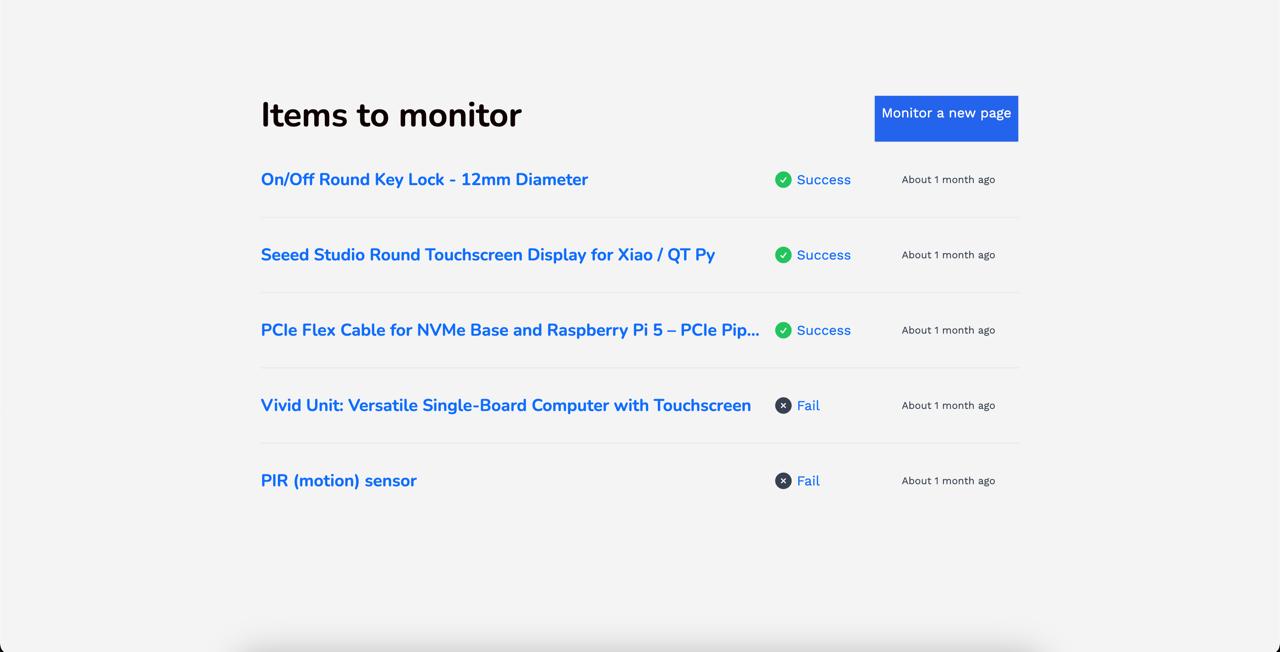 Items to monitor
Monitor a new page
On/Off Round Key Lock - 12mm Diameter
Success
About 1 month ago
Seeed Studio Round Touchscreen Display for Xiao / QT Py
Success
About 1 month ago
PCIe Flex Cable for NVMe Base and Raspberry Pi 5 – PCIe Pip...
Success
About 1 month ago
Vivid Unit: Versatile Single-Board Computer with Touchscreen
Fail
About 1 month ago
PIR (motion) sensor
Fail
About 1 month ago